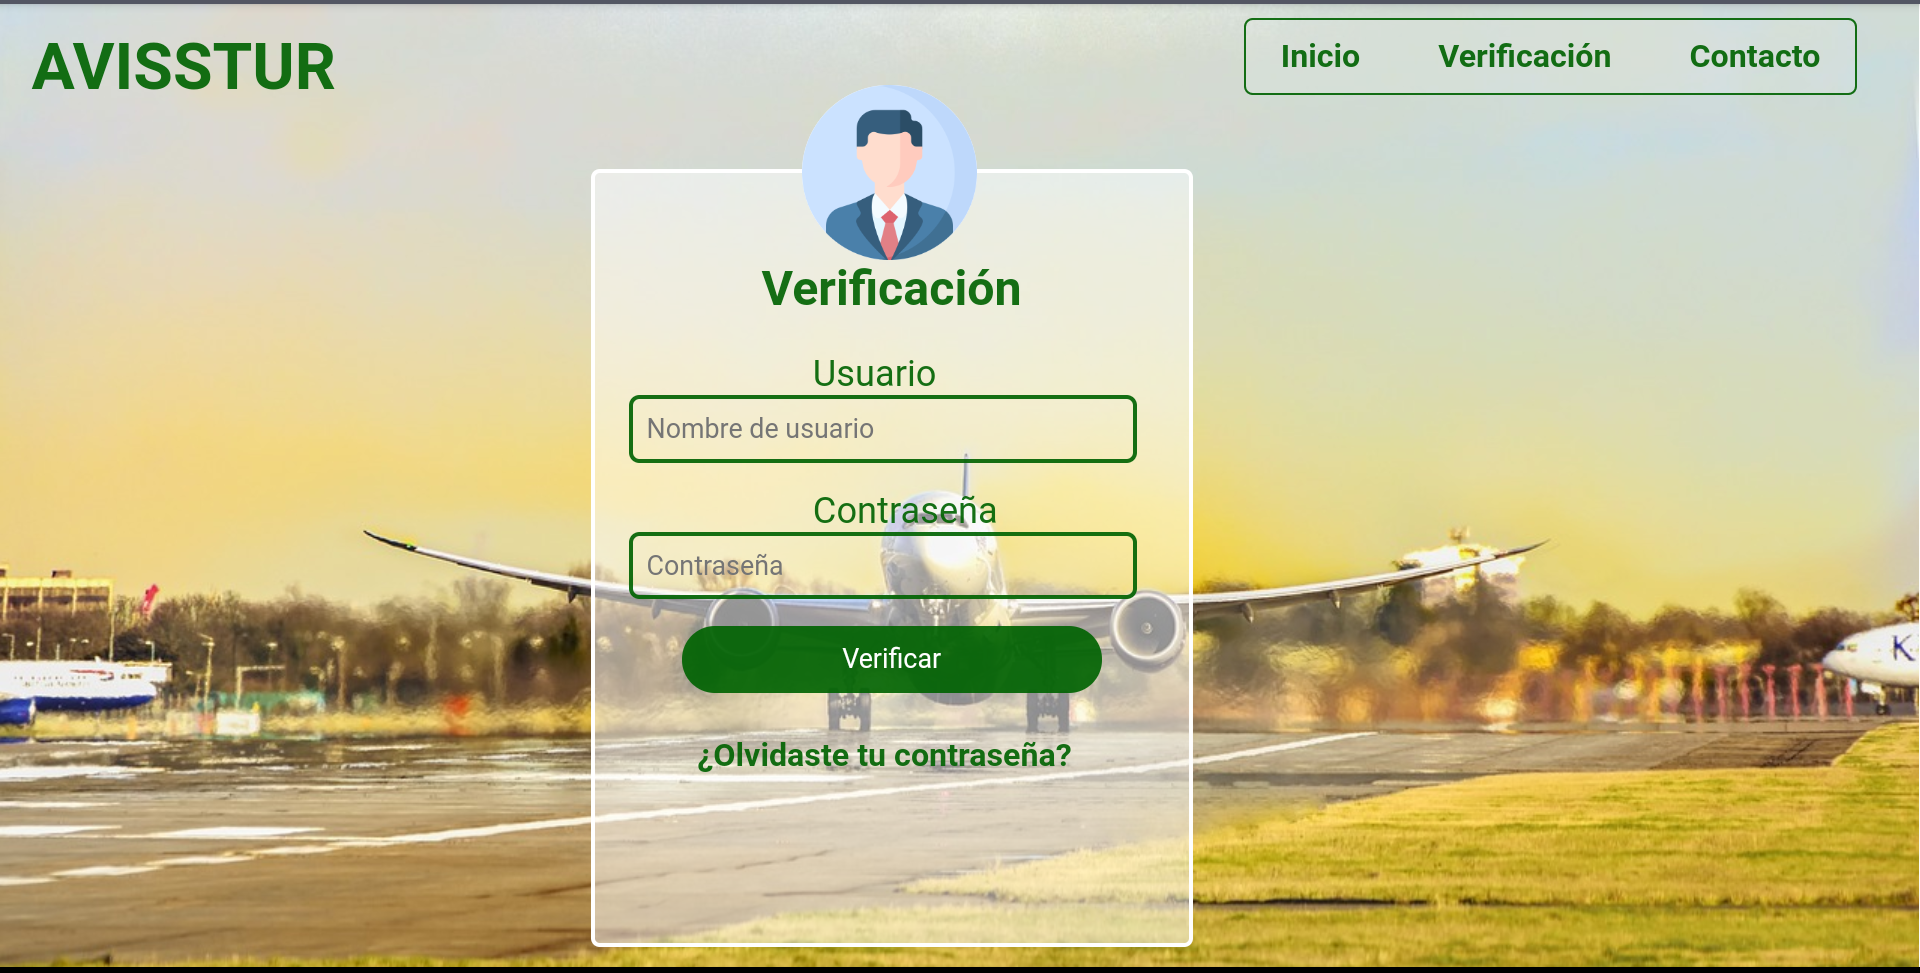 AVISSTUR
Inicio Verificación Contacto
Verificación
Usuario
Nombre de usuario
Contraseña
Contraseña
Verificar
¿Olvidaste tu contraseña?
K